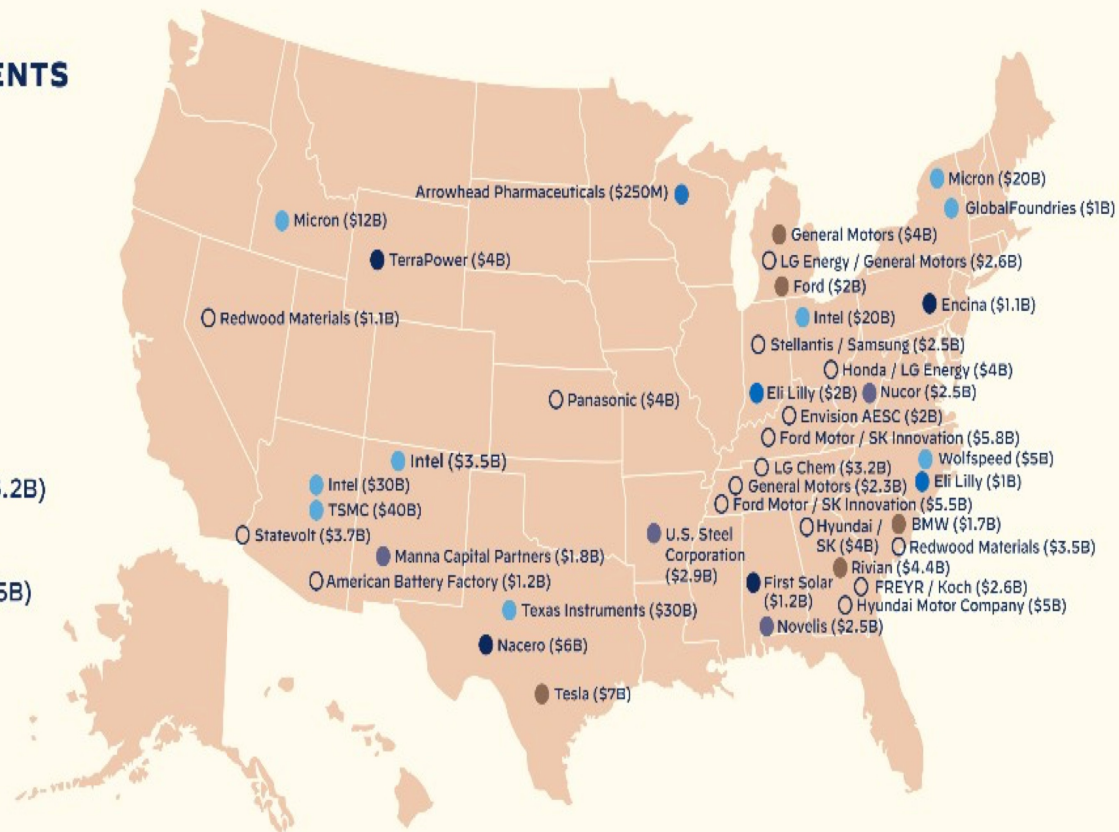 ENTS
Arrowhead Pharmaceuticals ($250M)
Micron ($20B)
GlobalFoundries ($1B)
Micron ($12B)
General Motors ($4B)
TerraPower ($4B)
LG Energy / General Motors ($2.6B)
Ford ($2B)
Encina ($1.1B)
Redwood Materials ($1.1B)
Intel ($20B)
Stellantis / Samsung ($2.5B)
Honda / LG Energy ($4B)
Panasonic ($4B)
Eli Lilly ($2B)
Nucor ($2.5B)
Envision AESC ($2B)
Ford Motor / SK Innovation ($5.8B)
Intel ($3.5B)
Wolfspeed ($5B)
LG Chem ($3.2B)
Intel ($30B)
General Motors ($2.3B)
Eli Lilly ($1B)
.2B)
TSMC ($40B)
Ford Motor / SK Innovation ($5.5B)
Statevolt ($3.7B)
U.S. Steel
Corporation
($2.9B)
Hyundai /
SK ($4B)
BMW ($1.7B)
Redwood Materials ($3.5B)
Manna Capital Partners ($1.8B)
Rivian ($4.4B)
American Battery Factory ($1.2B)
First Solar
($1.2B)
FREYR / Koch ($2.6B)
5B)
Hyundai Motor Company ($5B)
Texas Instruments ($30B)
Novelis ($2.5B)
Nacero ($6B)
Tesla ($7B)